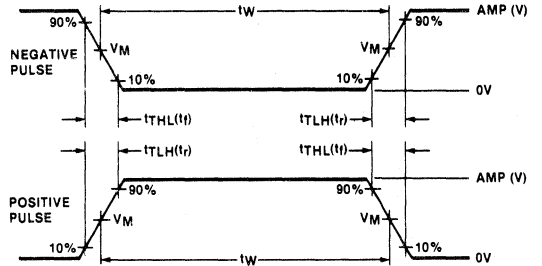 tW AMP (V)
90% 90%
NEGATIVE PULSE VM VM
10% 10%
0V
tTHL(tf) tTLH(tr)
tTLH(tr) tTHL(tf)
AMP (V)
90% 90%
POSITIVE PULSE VM VM
10% 10%
tW 0V